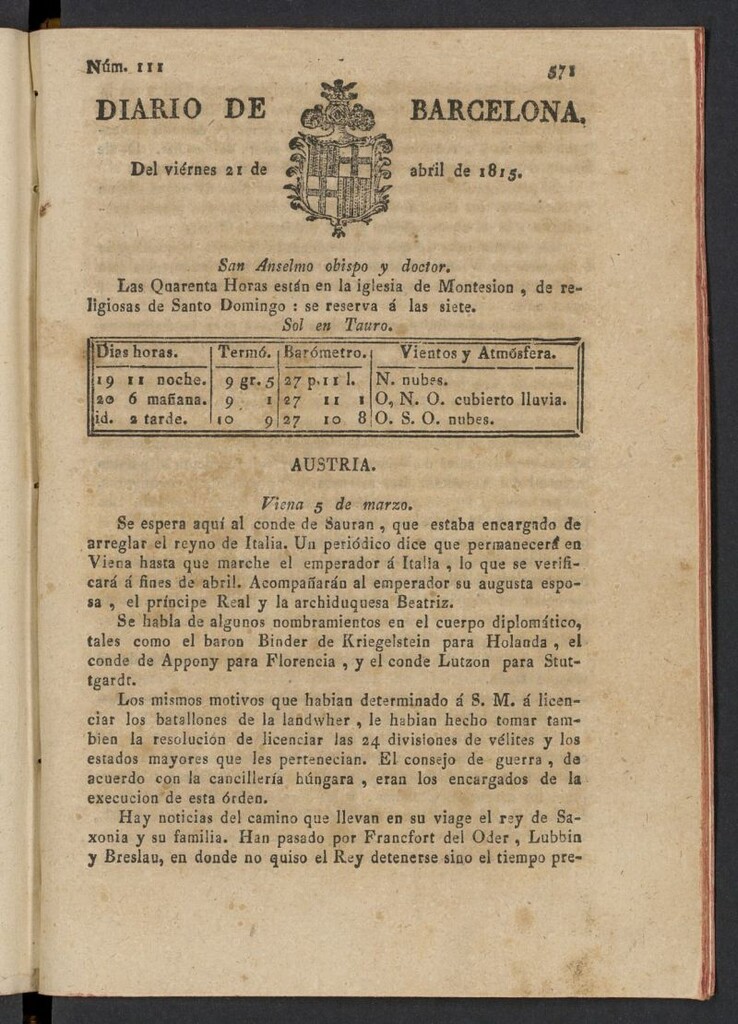 Núm. 111 571
DIARIO DE BARCELONA.
Del viérnes 21 de abril de 1815.
San Anselmo obispo y doctor.
Las Quarenta Horas están en la iglesia de Montesion , de re-
ligiosas de Santo Domingo : se reserva á las siete.
Sol en Tauro.
Dias horas. Termó. Barómetro. Vientos y Atmósfera.
19 11 noche. 9 gr. 5 27 p. 11 l. N. nubes.
20 6 mañana. 9 1 27 11 1 O, N. O. cubierto lluvia.
id. 2 tarde. 10 9 27 10 8 O. S. O. nubes.
AUSTRIA.
Viena 5 de marzo.
Se espera aquí al conde de Sauran , que estaba encargado de
arreglar el reyno de Italia. Un periódico dice que permanecerá en
Viena hasta que marche el emperador á Italia , lo que se verifi-
cará á fines de abril. Acompañarán al emperador su augusta espo-
sa , el príncipe Real y la archiduquesa Beatriz.
Se habla de algunos nombramientos en el cuerpo diplomático,
tales como el baron Binder de Kriegelstein para Holanda , el
conde de Appony para Florencia , y el conde Lutzon para Stut-
tgardt.
Los mismos motivos que habian determinado á S. M. á licen-
ciar los batallones de la landwher , le habian hecho tomar tam-
bien la resolucion de licenciar las 24 divisiones de vélites y los
estados mayores que les pertenecian. El consejo de guerra , de
acuerdo con la cancillería húngara , eran los encargados de la
execucion de esta órden.
Hay noticias del camino que llevan en su viage el rey de Sa-
xonia y su familia. Han pasado por Francfort del Oder , Lubbin
y Breslau, en donde no quiso el Rey detenerse sino el tiempo pre-